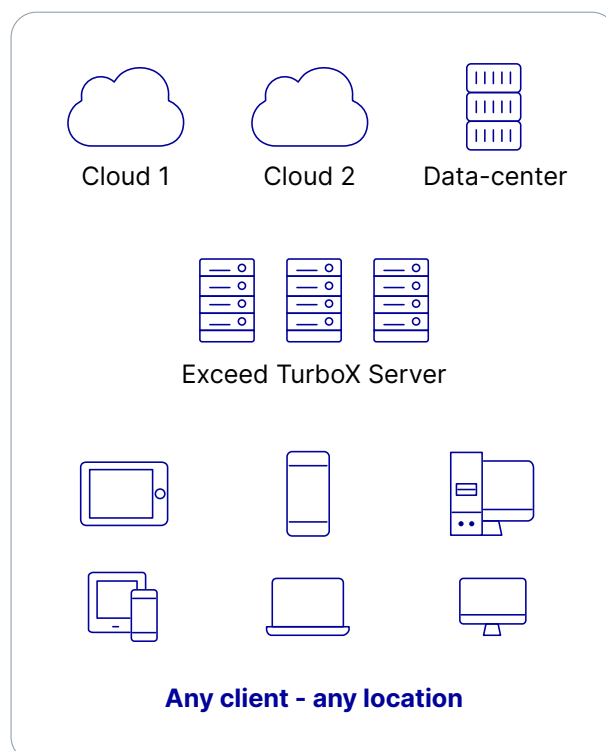 Cloud 1 Cloud 2 Data-center
Exceed TurboX Server
Any client - any location